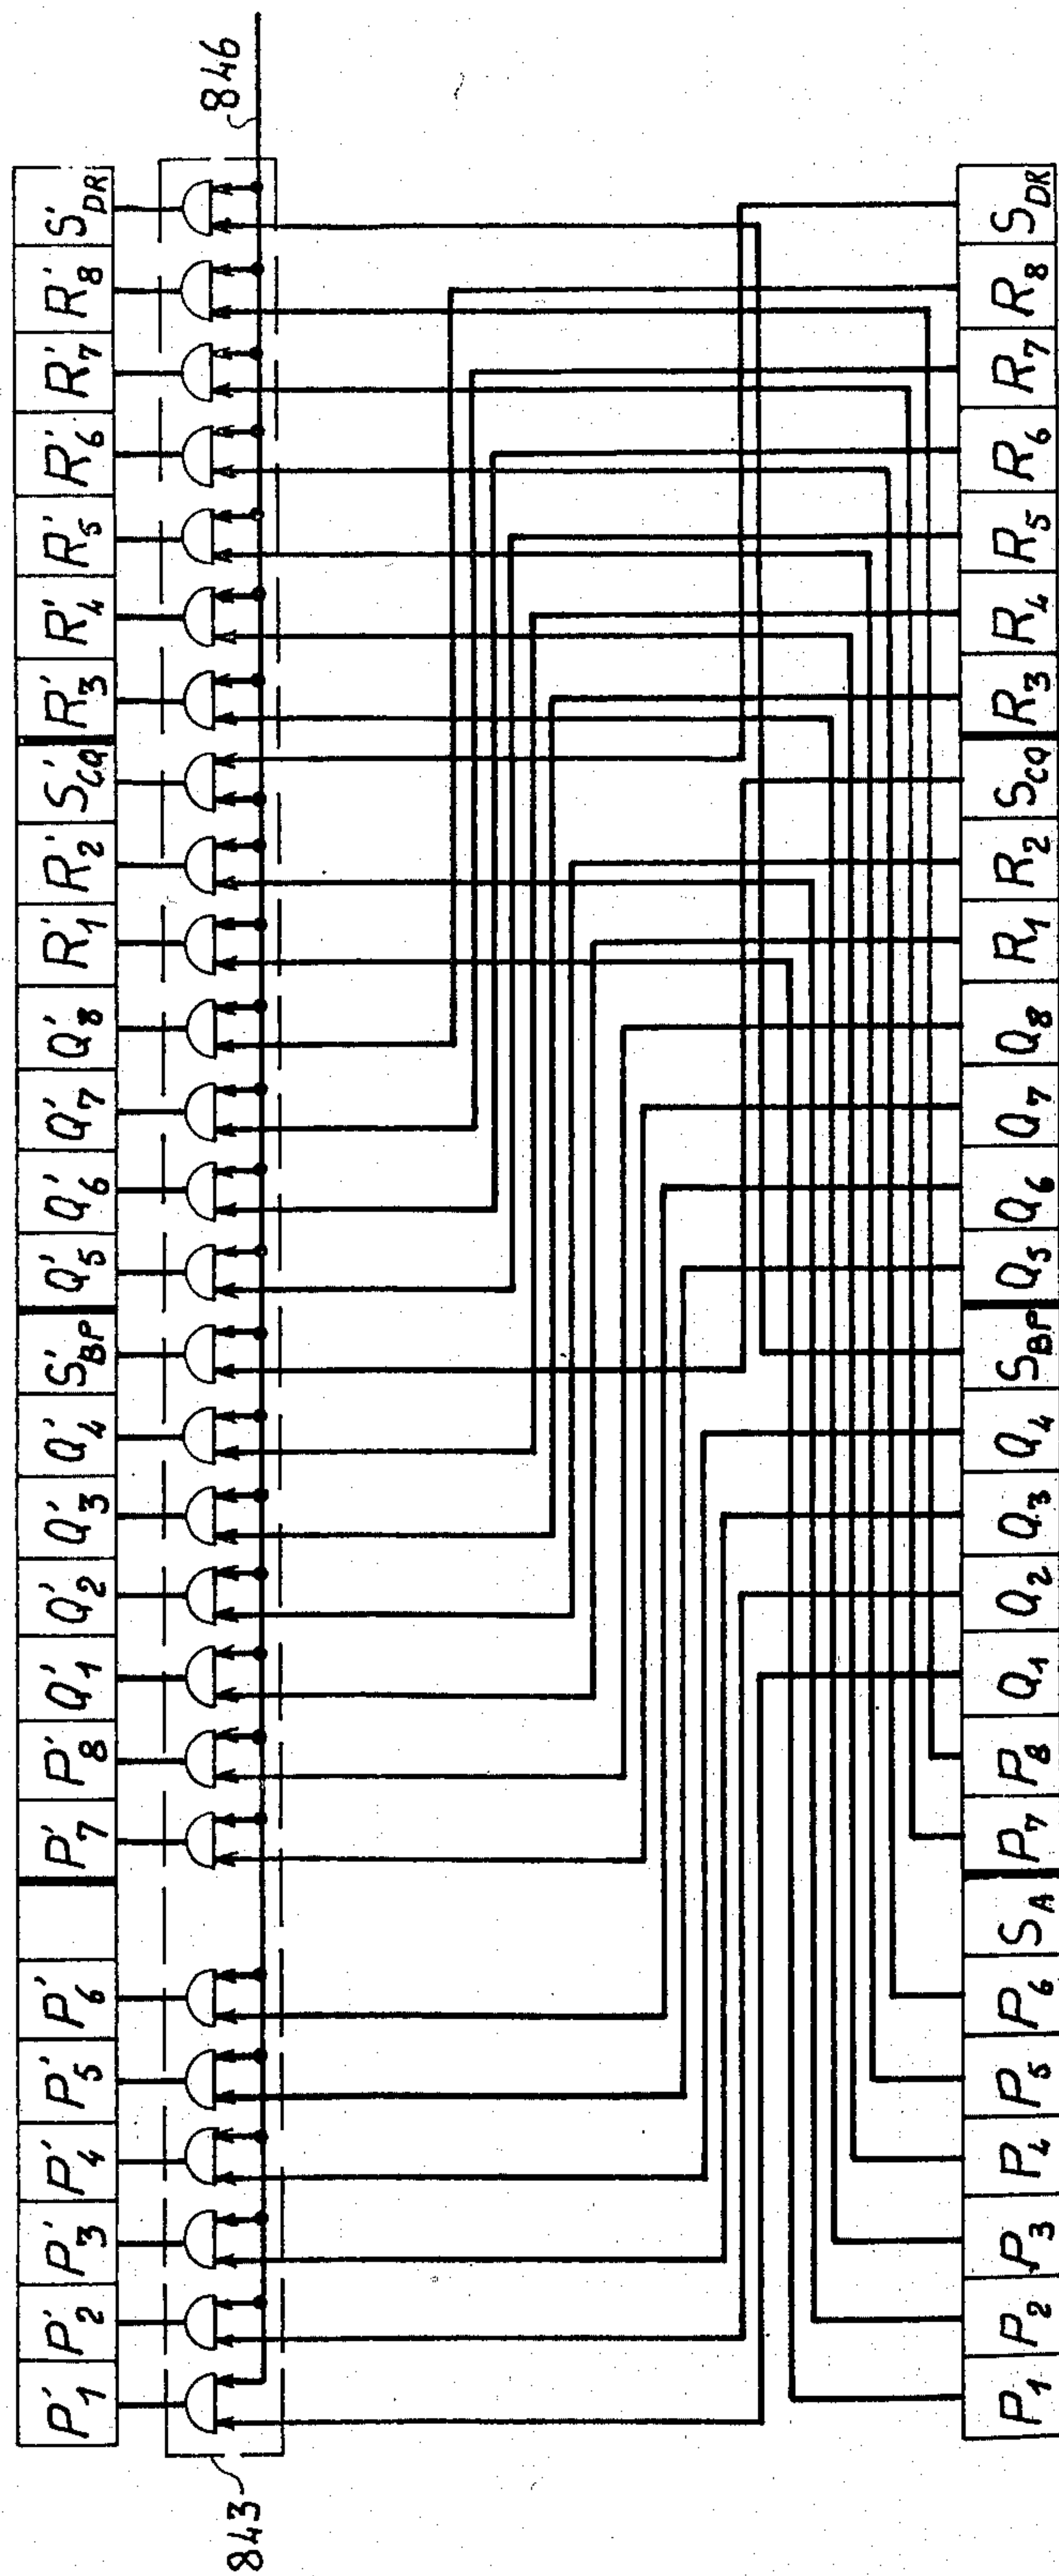 P'1 P'2 P'3 P'4 P'5 P'6 P'7 P'8 Q'1 Q'2 Q'3 Q'4 S'BP Q'5 Q'6 Q'7 Q'8 R'1 R'2 S'CQ R'3 R'4 R'5 R'6 R'7 R'8 S'DR
843
846
P1 P2 P3 P4 P5 P6 SA P7 P8 Q1 Q2 Q3 Q4 SBP Q5 Q6 Q7 Q8 R1 R2 SCQ R3 R4 R5 R6 R7 R8 SDR